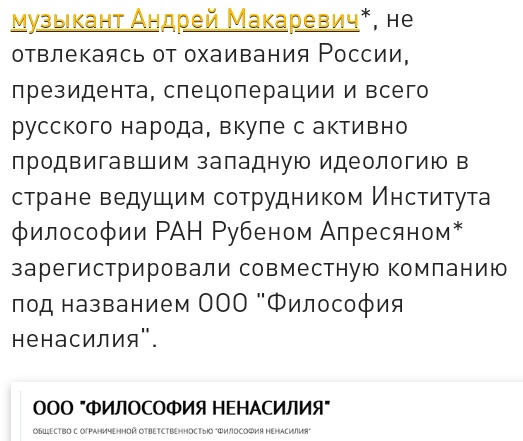 музыкант Андрей Макаревич*, не
отвлекаясь от охаивания России,
президента, спецоперации и всего
русского народа, вкупе с активно
продвигавшим западную идеологию в
стране ведущим сотрудником Института
философии РАН Рубеном Апресяном*
зарегистрировали совместную компанию
под названием ООО "Философия
ненасилия".
ООО "ФИЛОСОФИЯ НЕНАСИЛИЯ"
ОБЩЕСТВО С ОГРАНИЧЕННОЙ ОТВЕТСТВЕННОСТЬЮ "ФИЛОСОФИЯ НЕНАСИЛИЯ"